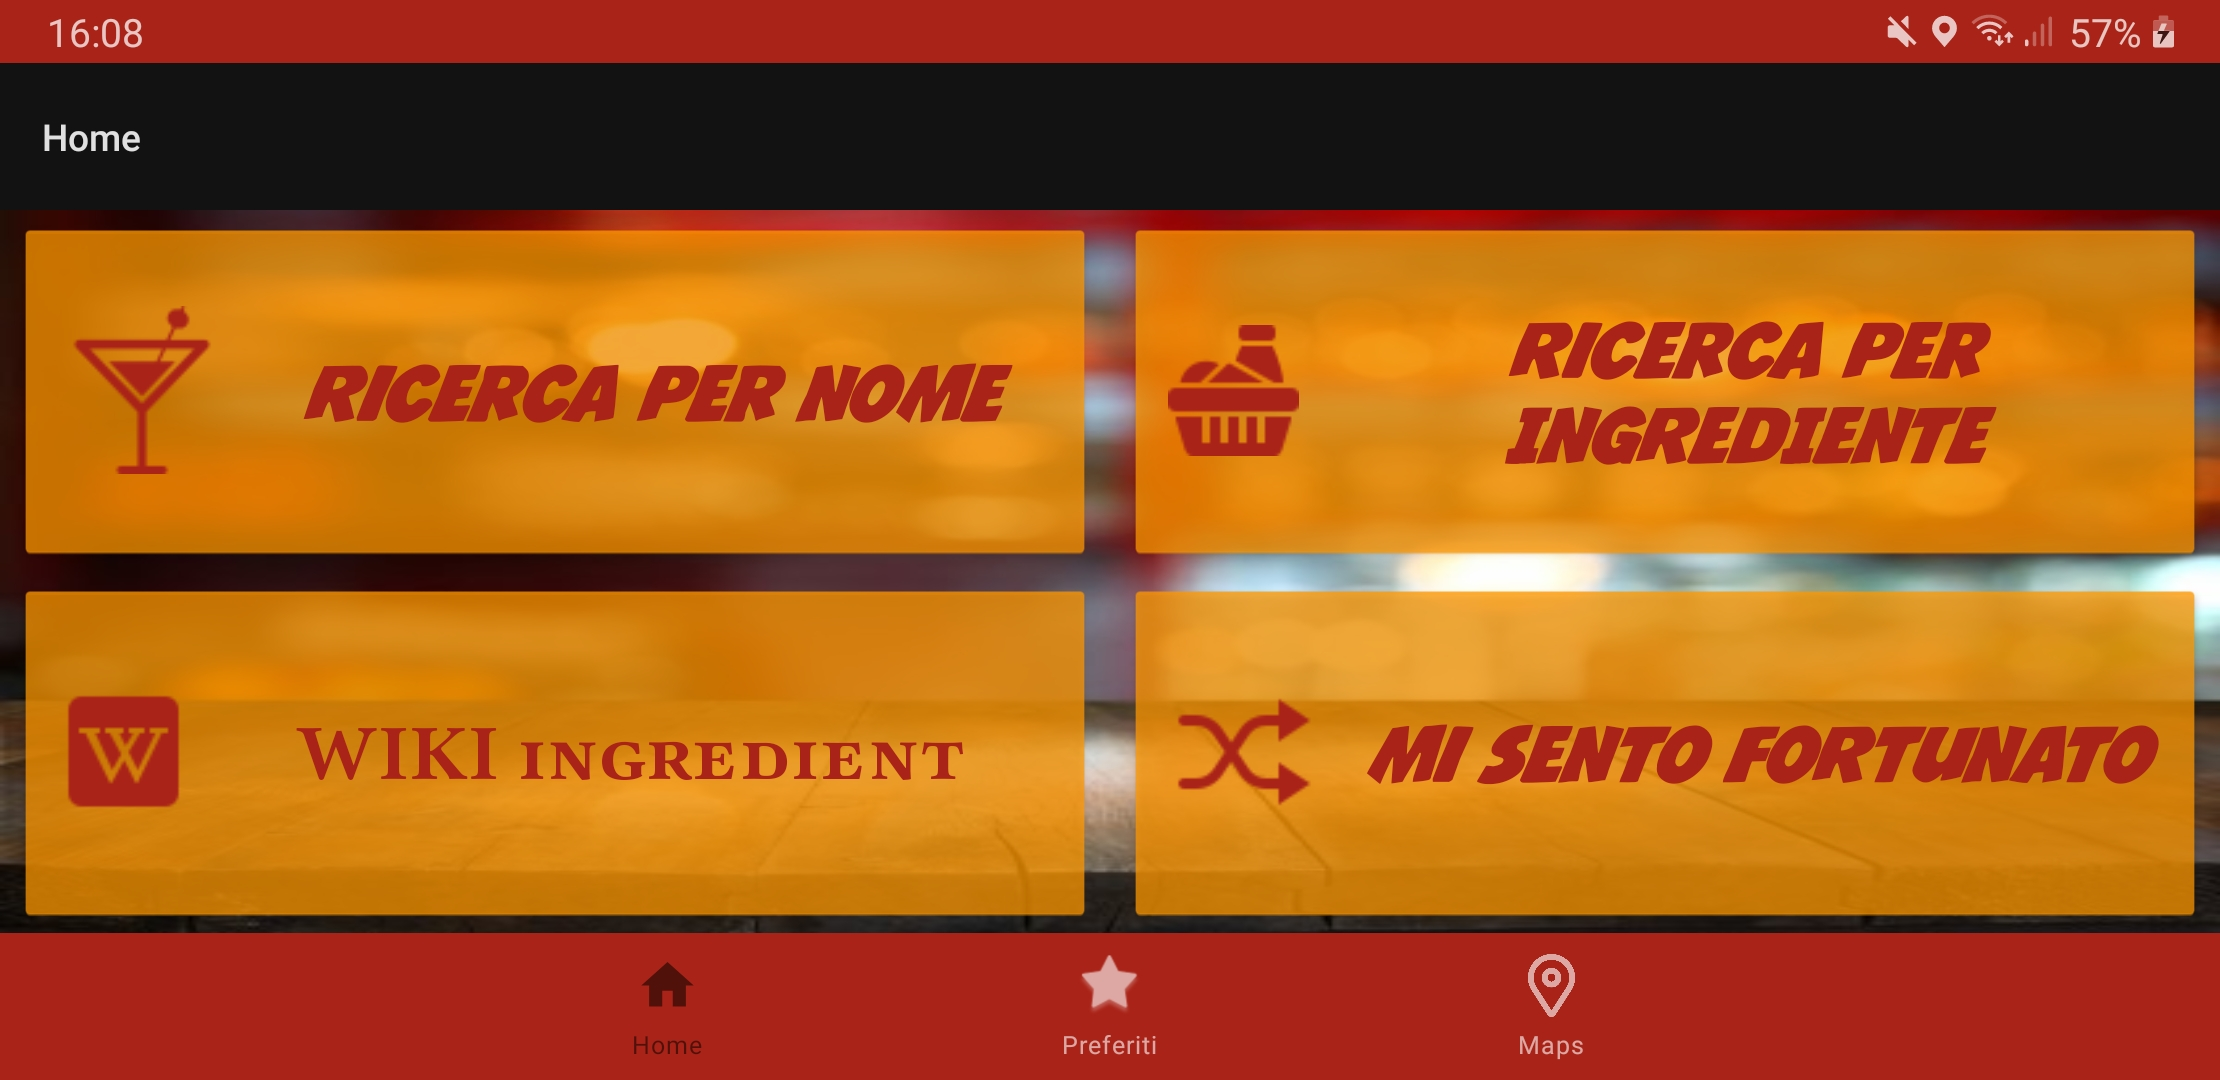 16:08
57%
Home
RICERCA PER NOME
RICERCA PER
INGREDIENTE
W
WIKI INGREDIENT
MI SENTO FORTUNATO
Home
Preferiti
Maps